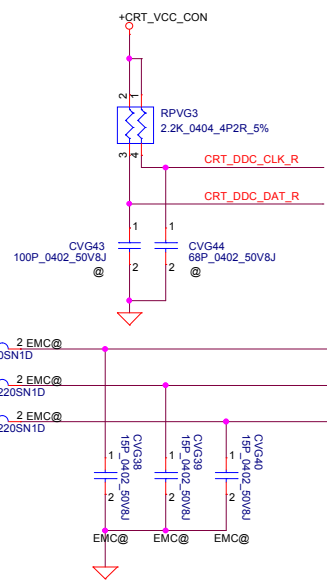 +CRT_VCC_CON
2 1
RPVG3
2.2K_0404_4P2R_5%
3 4
CRT_DDC_CLK_R
CRT_DDC_DAT_R
1 1
CVG43 CVG44
100P_0402_50V8J 68P_0402_50V8J
2 2
@ @
2 EMC@
0SN1D
2 EMC@
220SN1D
2 EMC@
220SN1D
1 CVG38
15P_0402_50V8J
2
1 CVG39
15P_0402_50V8J
2
1 CVG40
15P_0402_50V8J
2
EMC@ EMC@ EMC@